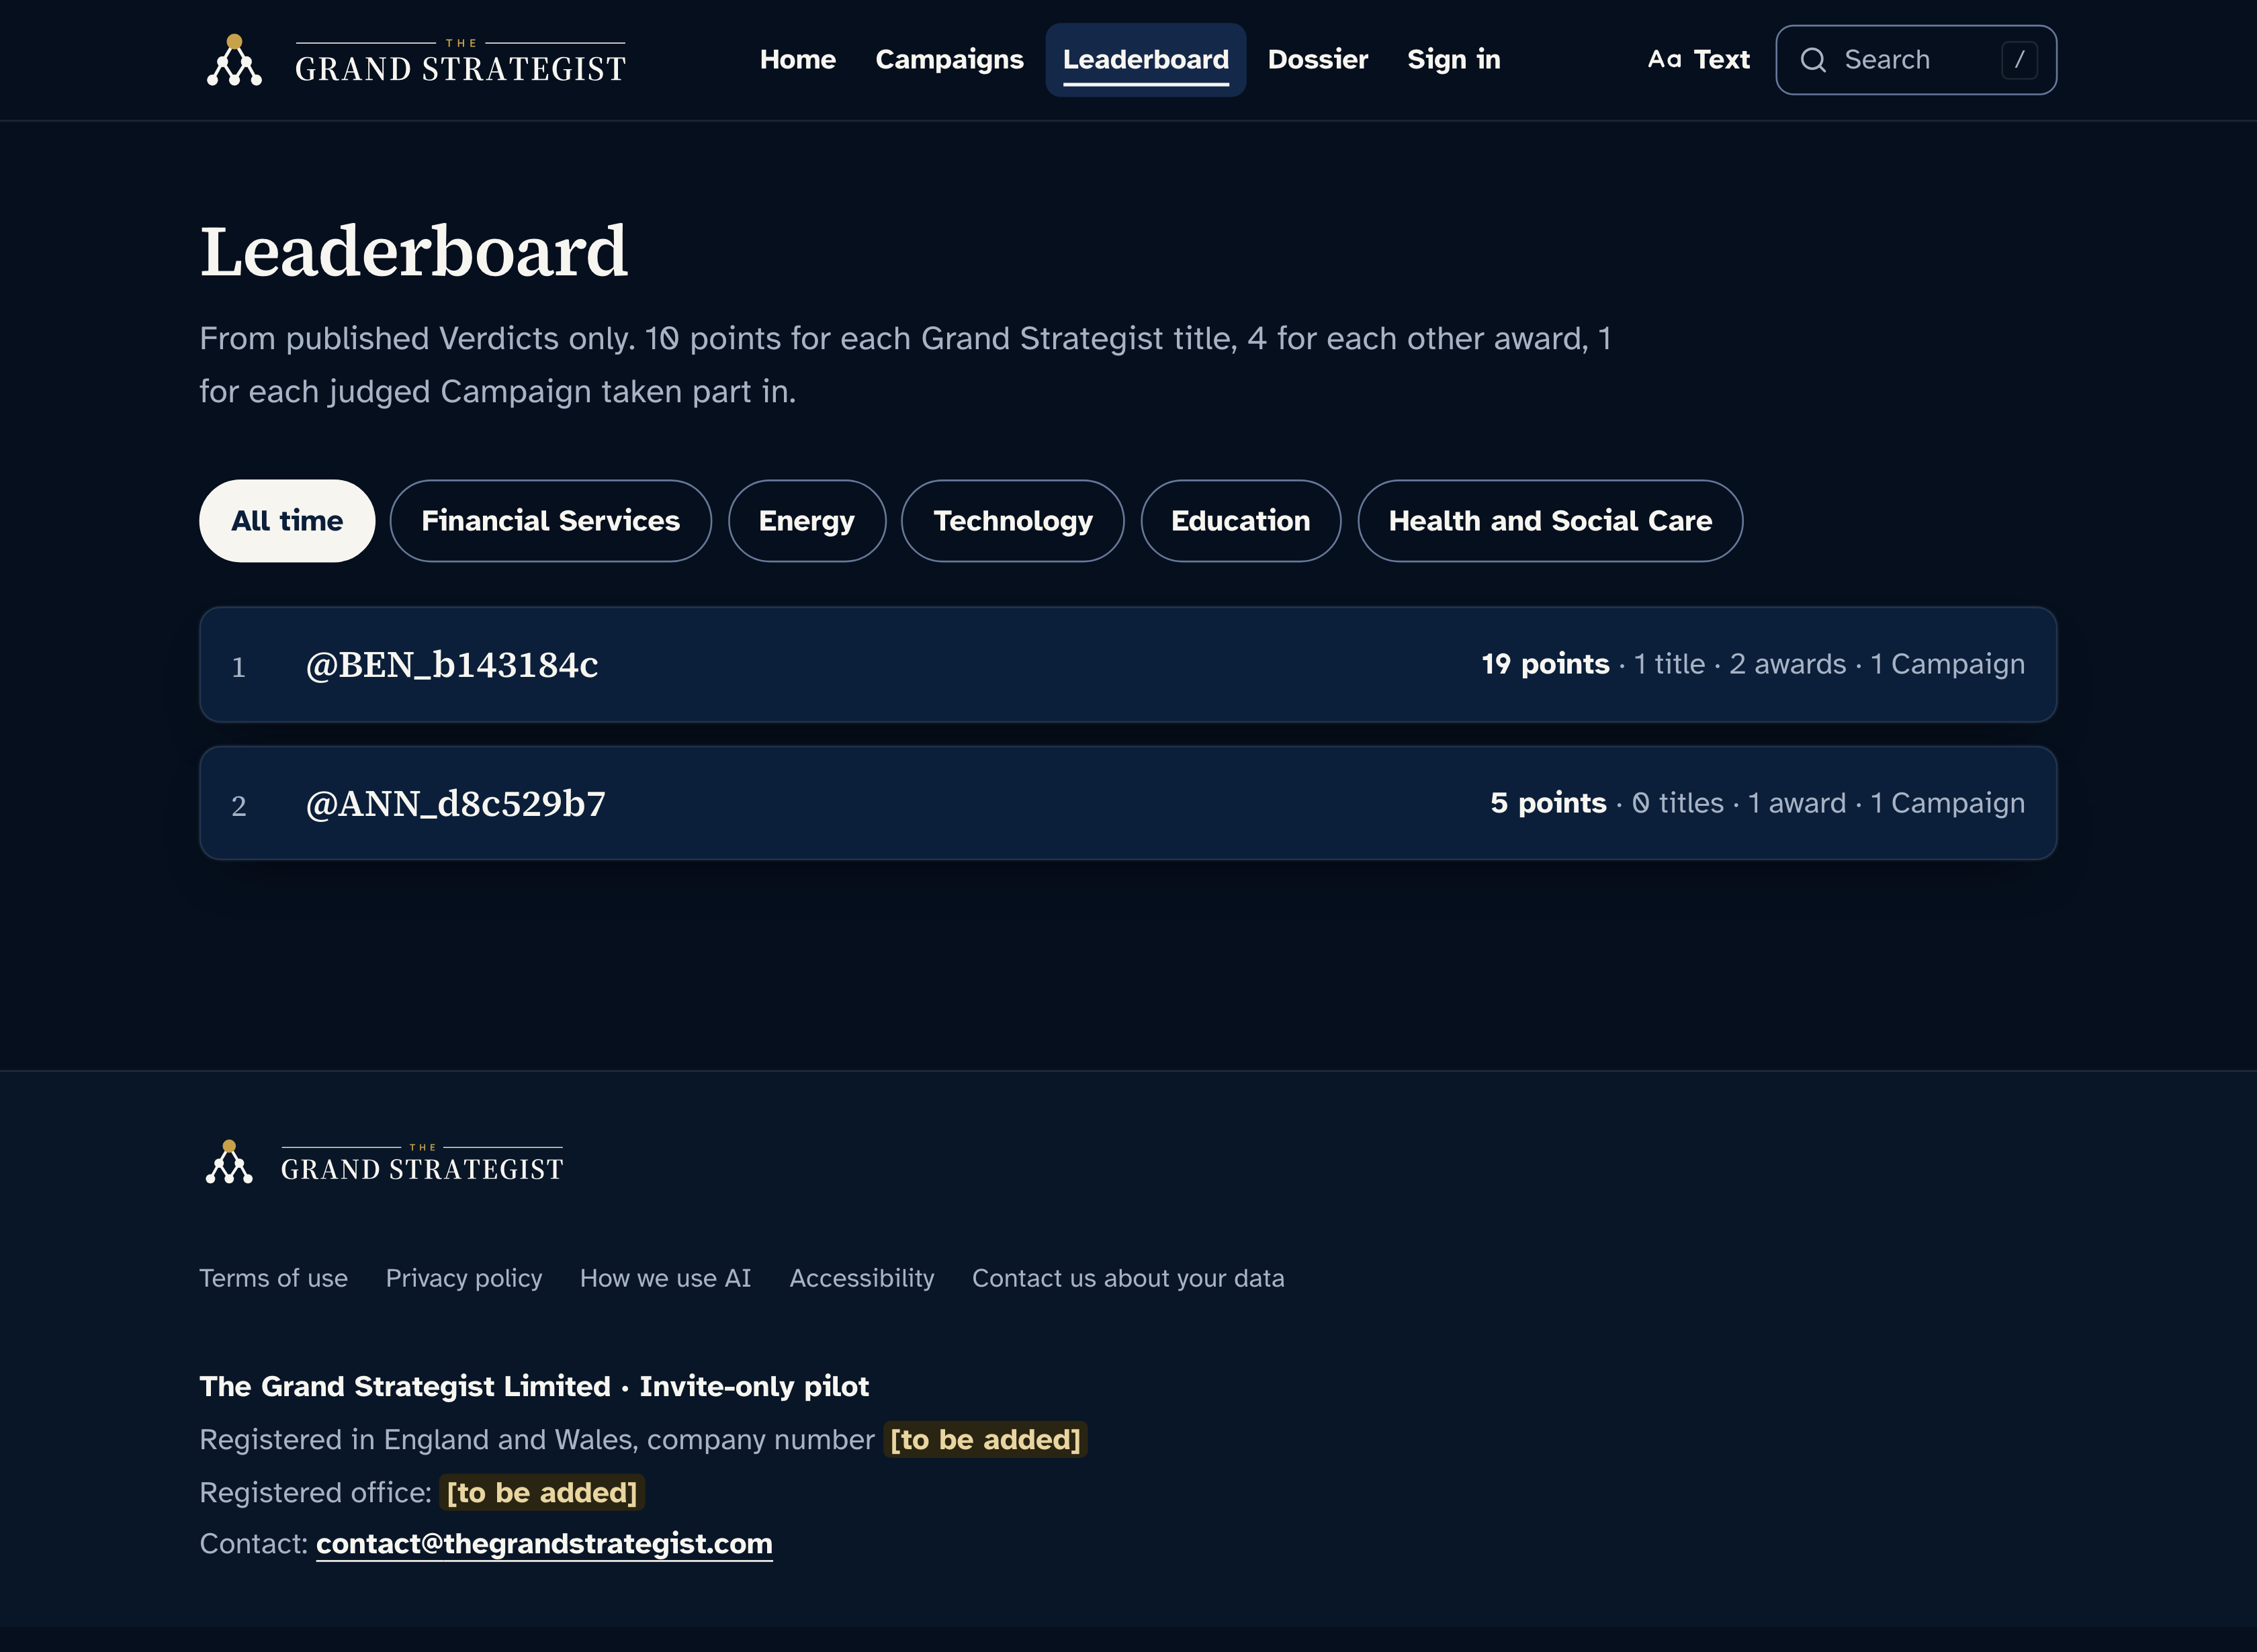 THE
GRAND STRATEGIST
Home Campaigns Leaderboard Dossier Sign in Aa Text Search /
Leaderboard
From published Verdicts only. 10 points for each Grand Strategist title, 4 for each other award, 1
for each judged Campaign taken part in.
All time Financial Services Energy Technology Education Health and Social Care
1 @BEN_b143184c 19 points · 1 title · 2 awards · 1 Campaign
2 @ANN_d8c529b7 5 points · 0 titles · 1 award · 1 Campaign
THE
GRAND STRATEGIST
Terms of use Privacy policy How we use AI Accessibility Contact us about your data
The Grand Strategist Limited · Invite-only pilot
Registered in England and Wales, company number [to be added]
Registered office: [to be added]
Contact: contact@thegrandstrategist.com